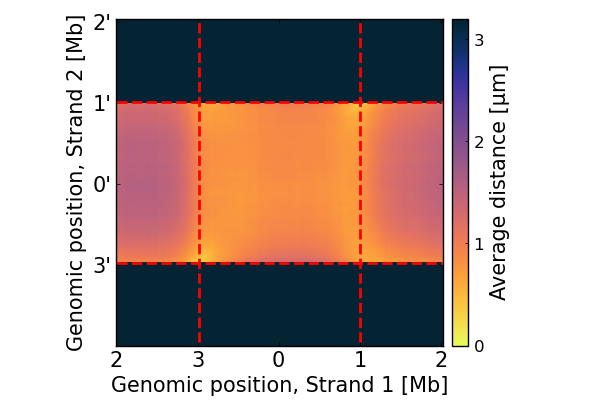 2'
1'
0'
3'
Genomic position, Strand 2 [Mb]
2 3 0 1 2
Genomic position, Strand 1 [Mb]
3
2
1
0
Average distance [μm]